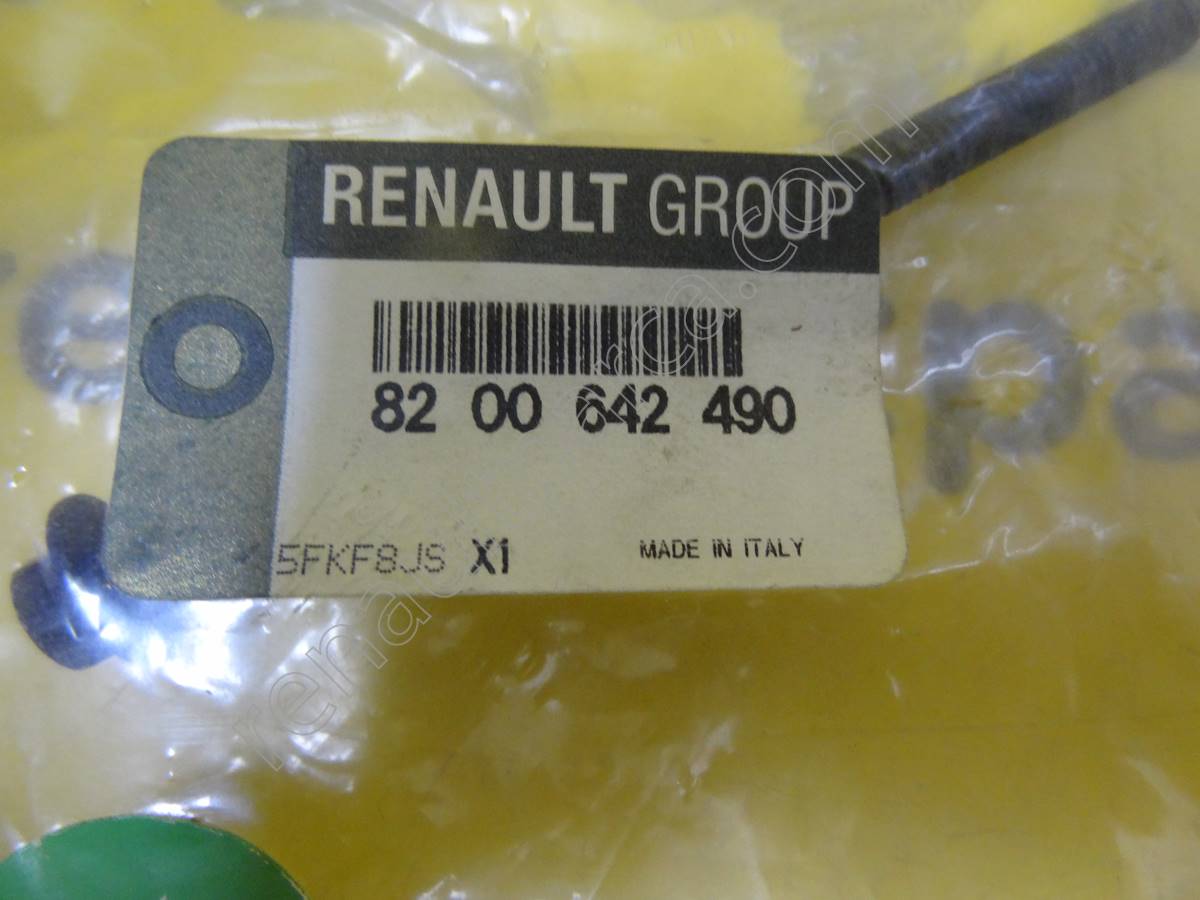 RENAULT GROUP
82 00 642 490
5FKF8JS X1
MADE IN ITALY